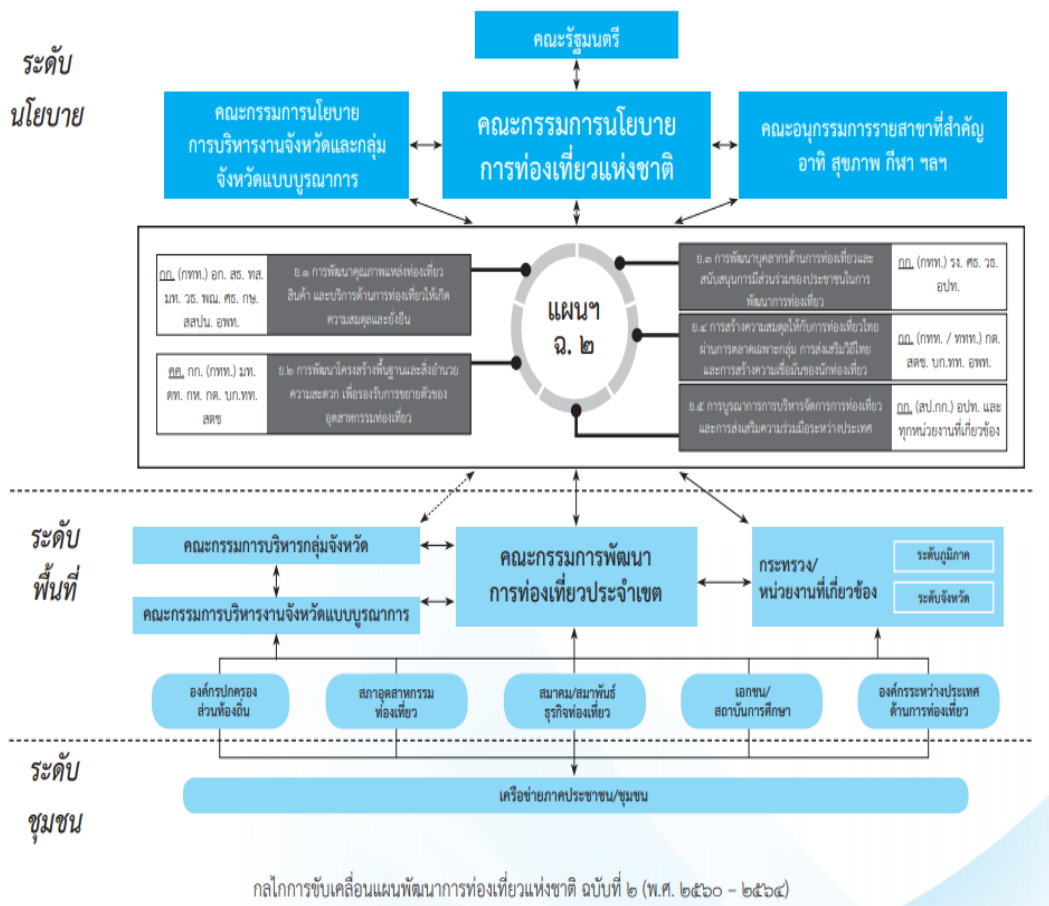 คณะรัฐมนตรี
ระดับ
นโยบาย
คณะกรรมการนโยบาย
การบริหารงานจังหวัดและกลุ่ม
จังหวัดแบบบูรณาการ
คณะกรรมการนโยบาย
การท่องเที่ยวแห่งชาติ
คณะอนุกรรมการรายสาขาที่สำคัญ
อาทิ สุขภาพ กีฬา ฯลฯ
กก. (กทท.) อก. สธ. ทส.
มท. วธ. พณ. ศธ. กษ.
สสปน. อพท.
ย.๑ การพัฒนาคุณภาพแหล่งท่องเที่ยว
สินค้า และบริการด้านการท่องเที่ยวให้เกิด
ความสมดุลและยั่งยืน
คค. กก. (กทท.) มท.
ดท. กห. กต. บก.ทท.
สตช
ย.๒ การพัฒนาโครงสร้างพื้นฐานและสิ่งอำนวย
ความสะดวก เพื่อรองรับการขยายตัวของ
อุตสาหกรรมท่องเที่ยว
แผนฯ
ฉ. ๒
ย.๓ การพัฒนาบุคลากรด้านการท่องเที่ยวและ
สนับสนุนการมีส่วนร่วมของประชาชนในการ
พัฒนาการท่องเที่ยว
กก. (กทท.) รง. ศธ. วธ.
อปท.
ย.๔ การสร้างความสมดุลให้กับการท่องเที่ยวไทย
ผ่านการตลาดเฉพาะกลุ่ม การส่งเสริมวิถีไทย
และการสร้างความเชื่อมั่นของนักท่องเที่ยว
กก. (กทท. / ททท.) กต.
สตช. บก.ทท. อพท.
ย.๕ การบูรณาการการบริหารจัดการการท่องเที่ยว
และการส่งเสริมความร่วมมือระหว่างประเทศ
กก. (สป.กก.) อปท. และ
ทุกหน่วยงานที่เกี่ยวข้อง
ระดับ
พื้นที่
คณะกรรมการบริหารกลุ่มจังหวัด
คณะกรรมการบริหารงานจังหวัดแบบบูรณาการ
คณะกรรมการพัฒนา
การท่องเที่ยวประจำเขต
กระทรวง/
หน่วยงานที่เกี่ยวข้อง
ระดับภูมิภาค
ระดับจังหวัด
องค์กรปกครอง
ส่วนท้องถิ่น
สภาอุตสาหกรรม
ท่องเที่ยว
สมาคม/สมาพันธ์
ธุรกิจท่องเที่ยว
เอกชน/
สถาบันการศึกษา
องค์กรระหว่างประเทศ
ด้านการท่องเที่ยว
ระดับ
ชุมชน
เครือข่ายภาคประชาชน/ชุมชน
กลไกการขับเคลื่อนแผนพัฒนาการท่องเที่ยวแห่งชาติ ฉบับที่ ๒ (พ.ศ. ๒๕๖๐ – ๒๕๖๔)